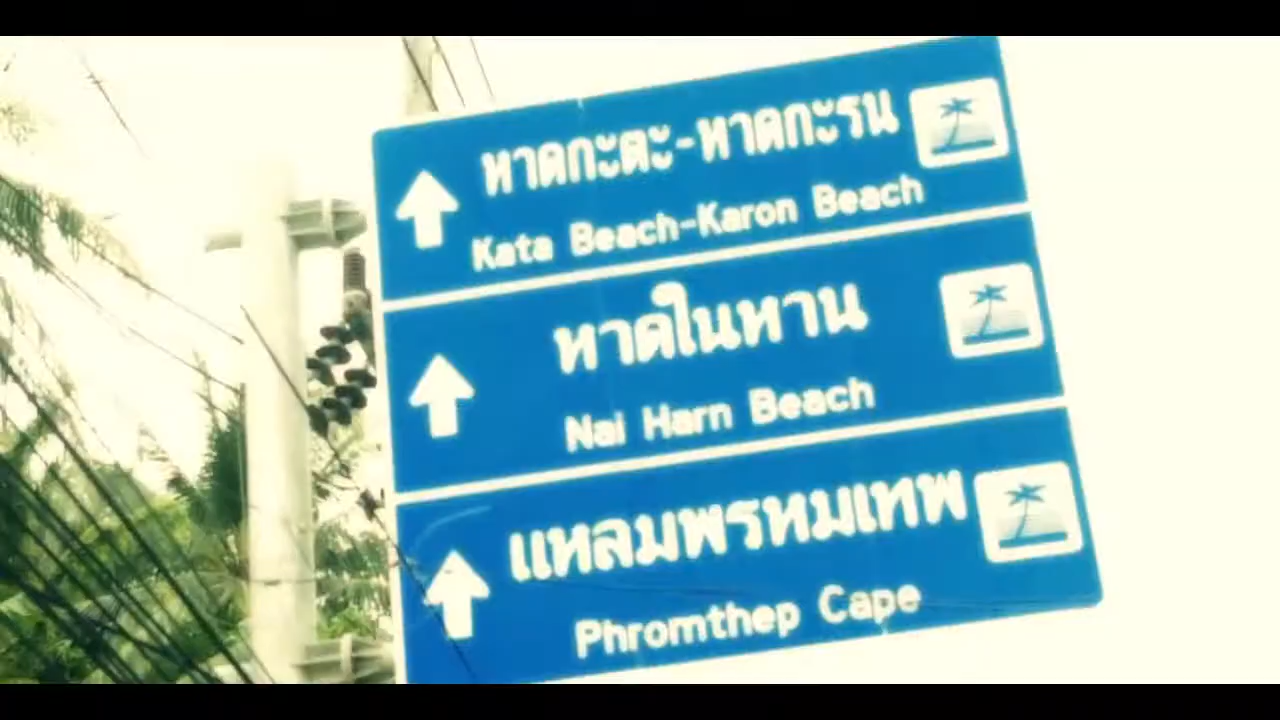 หาดกะตะ-หาดกะรน
Kata Beach-Karon Beach
หาดในหาน
Nai Harn Beach
แหลมพรหมเทพ
Phromthep Cape